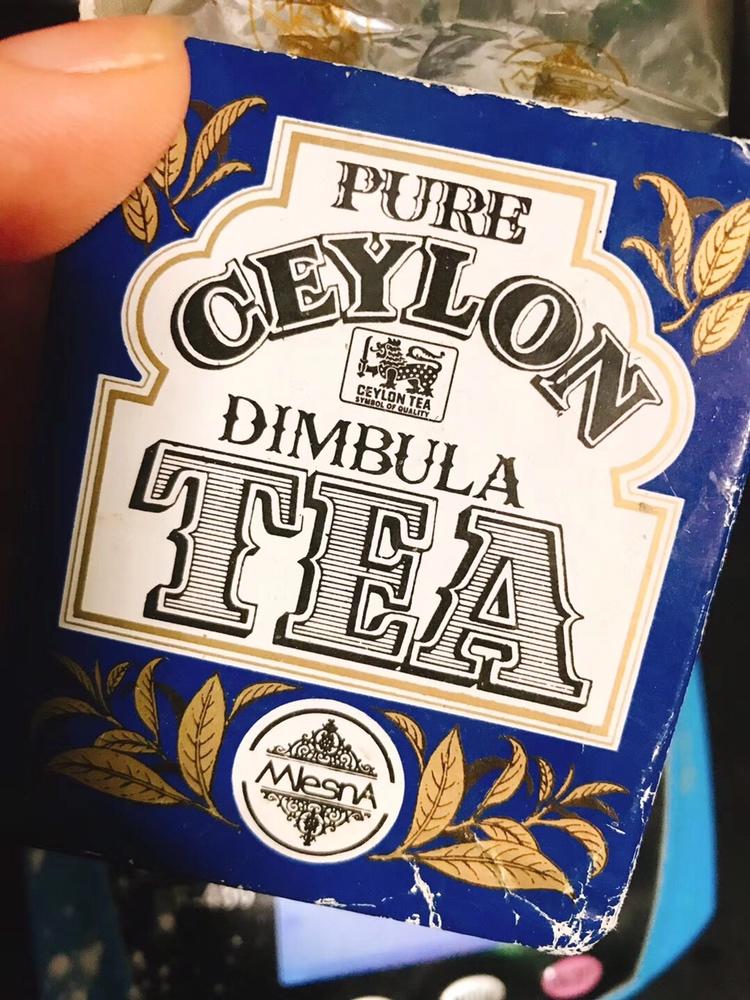 PURE
CEYLON
CEYLON TEA
SYMBOL OF QUALITY
DIMBULA
TEA
MlesnA